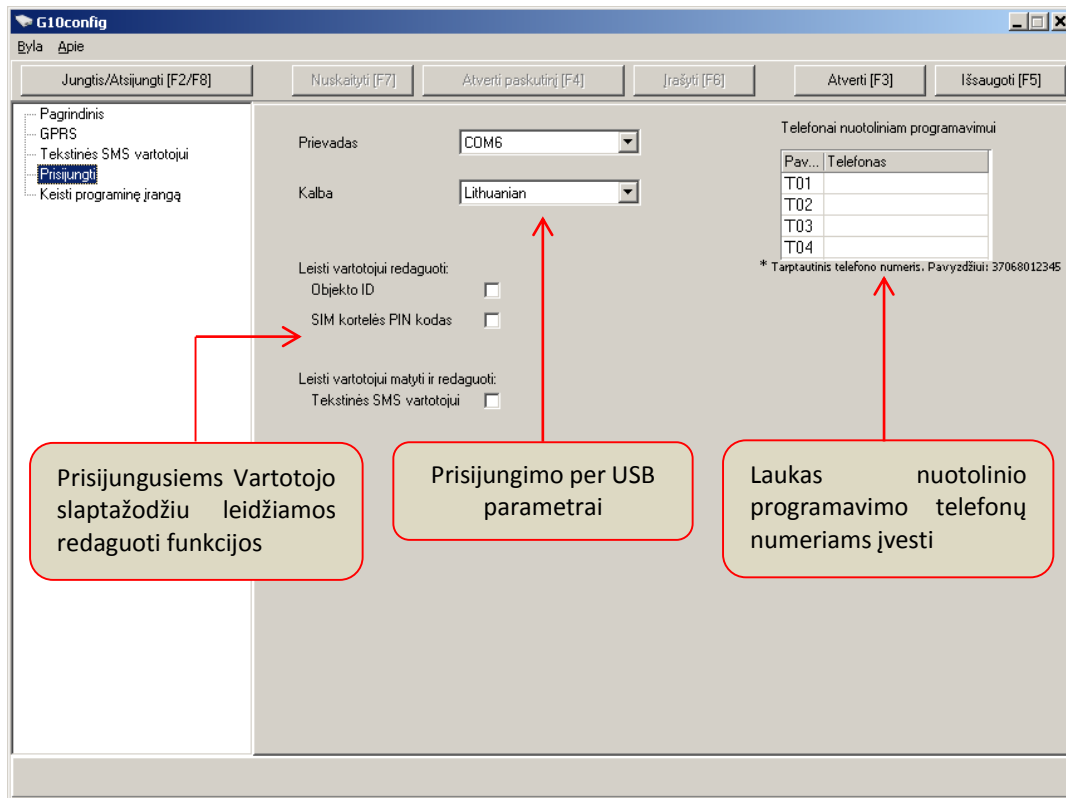 G10config
Byla Apie
Jungtis/Atsijungti [F2/F8] Nuskaityti [F7] Atverti paskutinį [F4] Įrašyti [F6] Atverti [F3] Išsaugoti [F5]
Pagrindinis
GPRS
Tekstinės SMS vartotojui
Prisijungti
Keisti programinę įrangą
Prievadas COM6
Kalba Lithuanian
Leisti vartotojui redaguoti:
Objekto ID
SIM kortelės PIN kodas
Leisti vartotojui matyti ir redaguoti:
Tekstinės SMS vartotojui
Telefonai nuotoliniam programavimui
Pav... Telefonas
T01
T02
T03
T04
* Tarptautinis telefono numeris. Pavyzdžiui: 37068012345
Prisijungusiems Vartotojo
slaptažodžiu leidžiamos
redaguoti funkcijos
Prisijungimo per USB
parametrai
Laukas nuotolinio
programavimo telefonų
numeriams įvesti